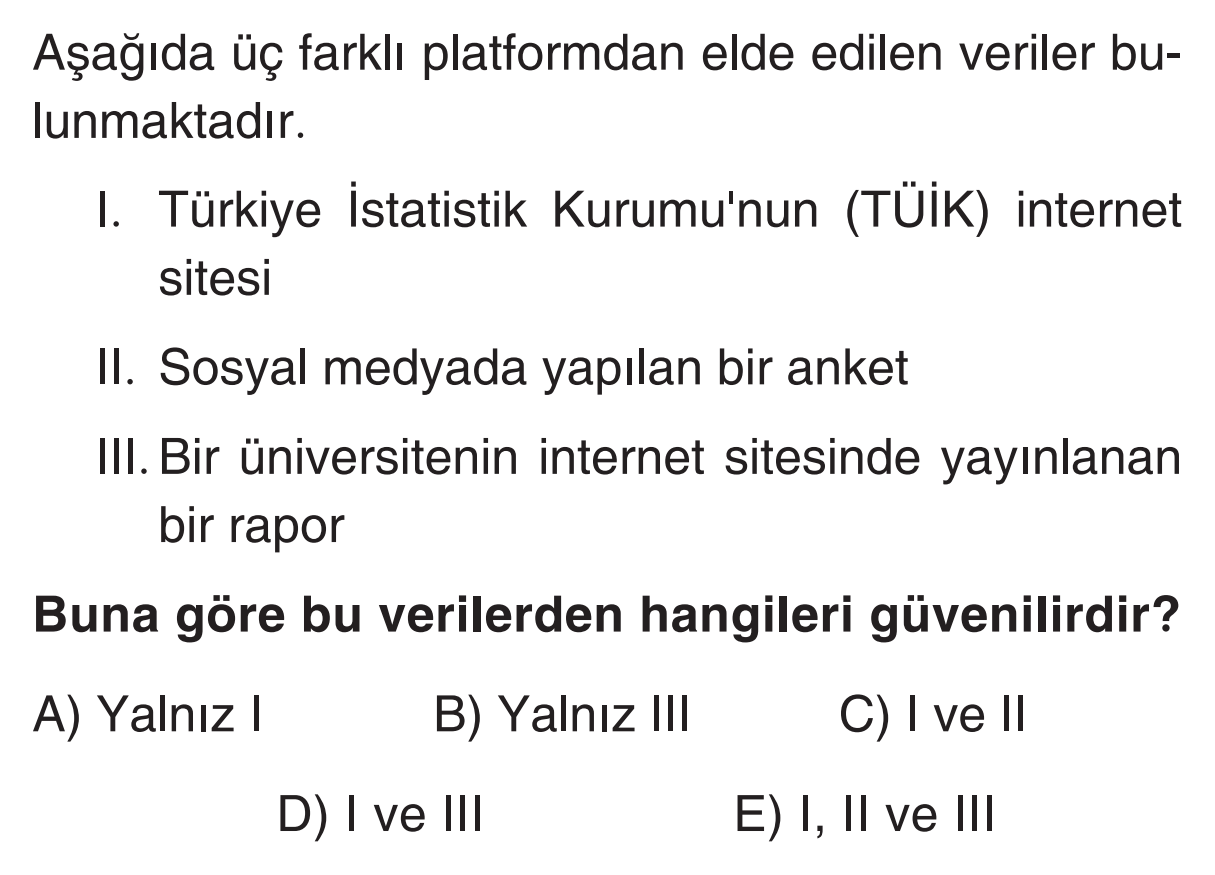 Aşağıda üç farklı platformdan elde edilen veriler bu-
lunmaktadır.
I. Türkiye İstatistik Kurumu'nun (TÜİK) internet
sitesi
II. Sosyal medyada yapılan bir anket
III. Bir üniversitenin internet sitesinde yayınlanan
bir rapor
Buna göre bu verilerden hangileri güvenilirdir?
A) Yalnız I B) Yalnız III C) I ve II
D) I ve III E) I, II ve III